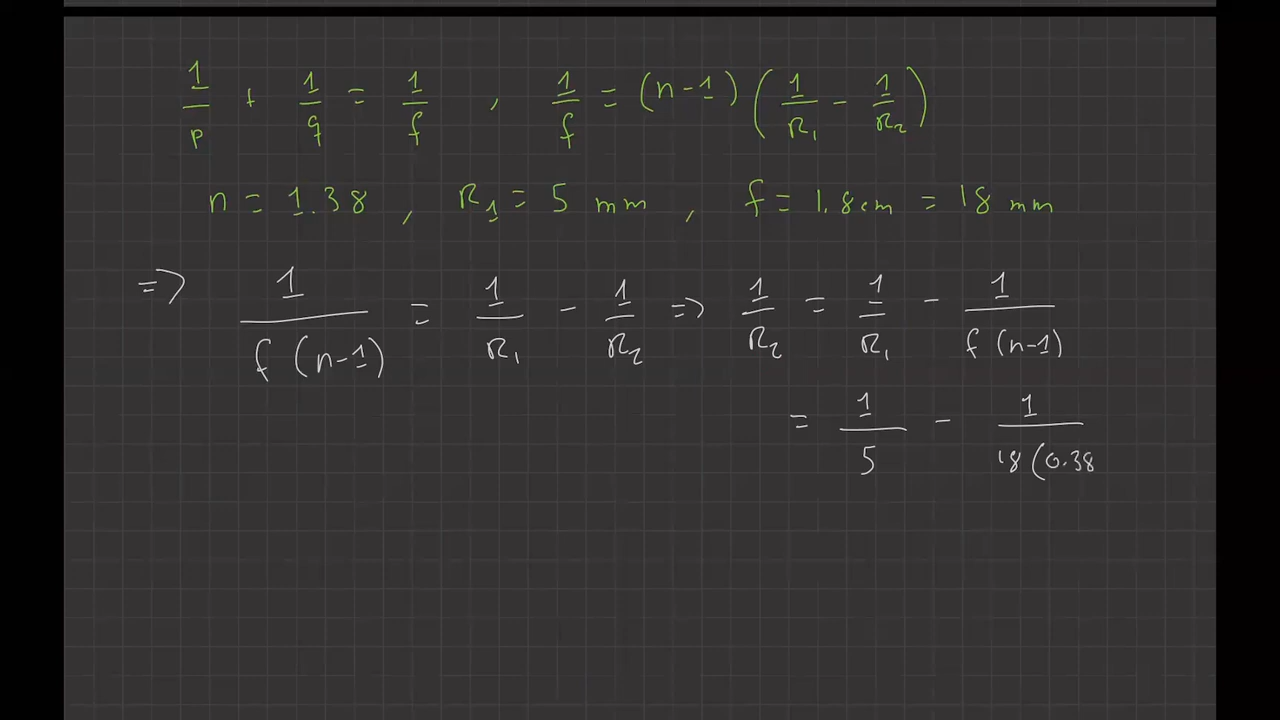 1/p + 1/q = 1/f , 1/f = (n-1) (1/R₁ - 1/R₂)
n = 1.38 , R₁ = 5 mm , f = 1.8cm = 18 mm
=> 1/(f (n-1)) = 1/R₁ - 1/R₂ => 1/R₂ = 1/R₁ - 1/(f (n-1))
= 1/5 - 1/18(0.38